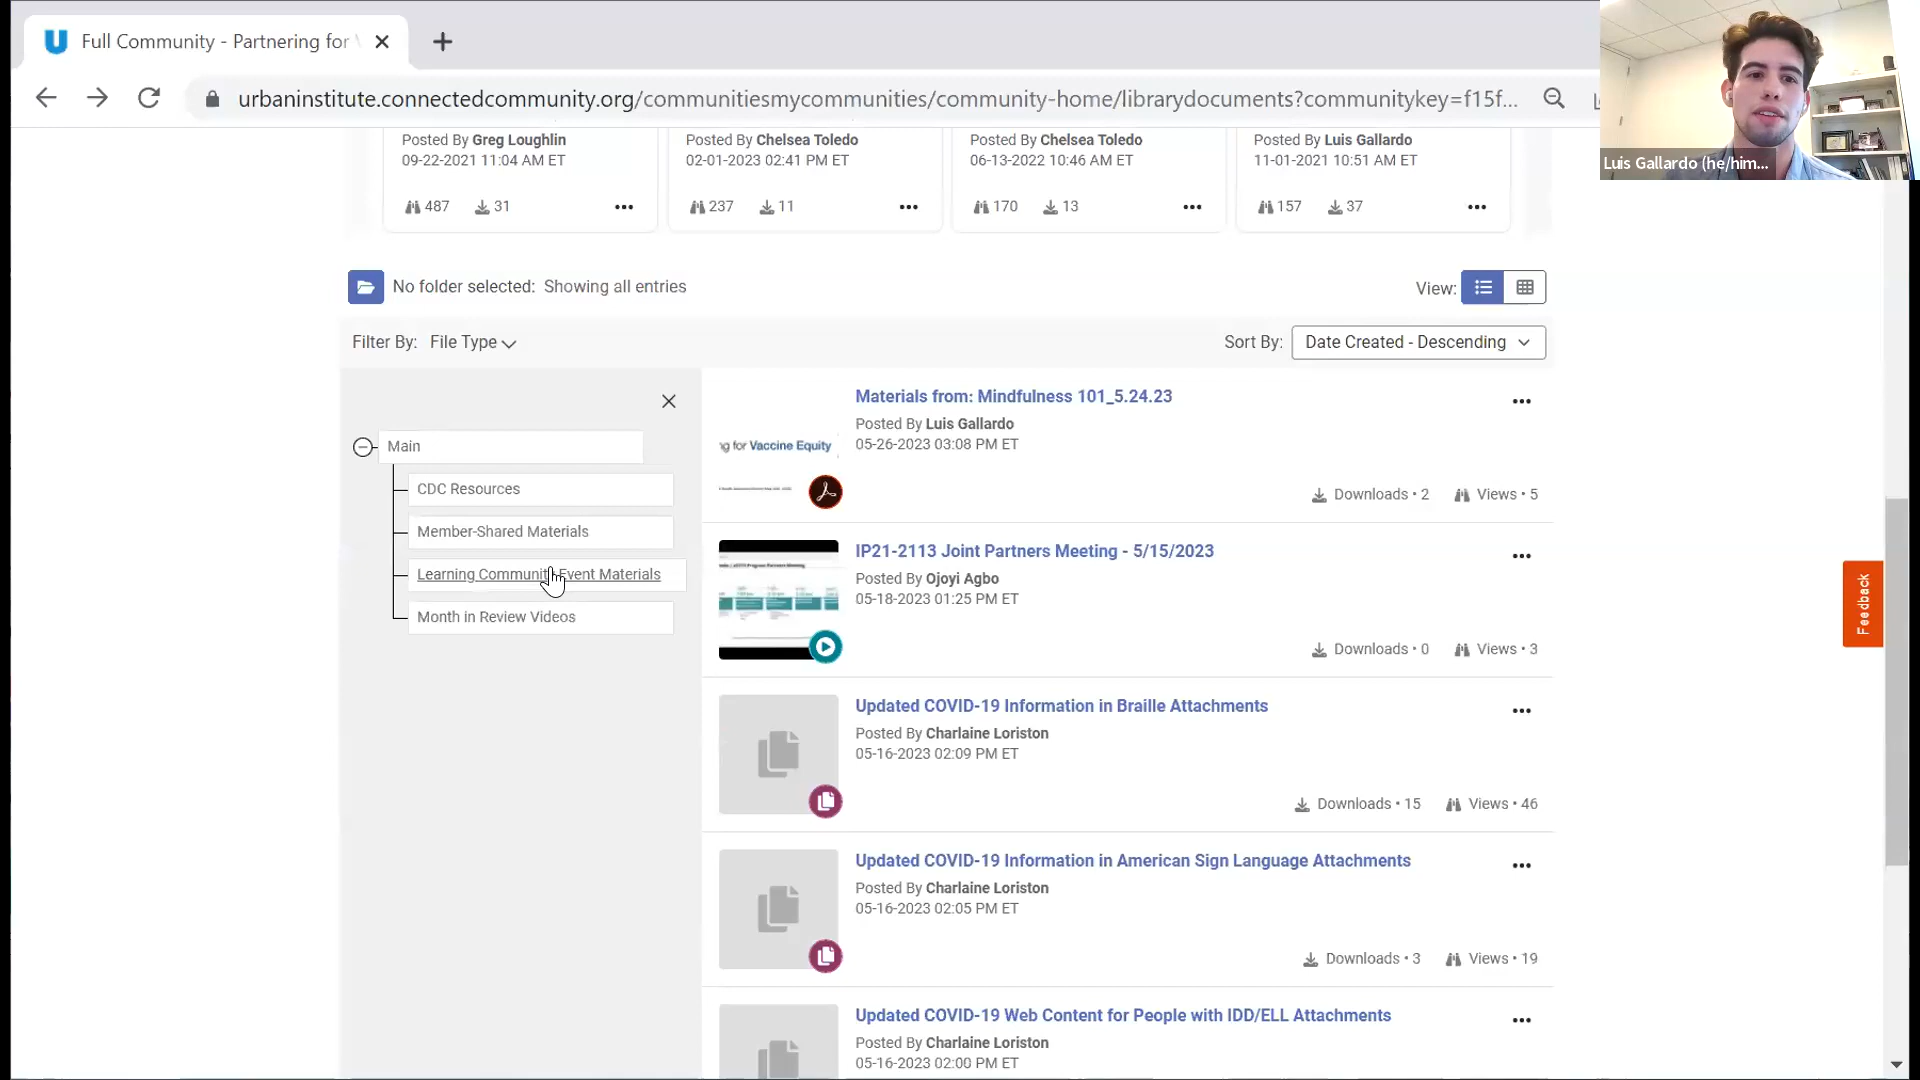 Full Community - Partnering for
urbaninstitute.connectedcommunity.org/communitiesmycommunities/community-home/librarydocuments?communitykey=f15f...
Luis Gallardo (he/him...
Posted By Greg Loughlin
09-22-2021 11:04 AM ET
487 31
Posted By Chelsea Toledo
02-01-2023 02:41 PM ET
237 11
Posted By Chelsea Toledo
06-13-2022 10:46 AM ET
170 13
Posted By Luis Gallardo
11-01-2021 10:51 AM ET
157 37
No folder selected: Showing all entries
View:
Filter By: File Type
Sort By: Date Created - Descending
Main
CDC Resources
Member-Shared Materials
Learning Community Event Materials
Month in Review Videos
Materials from: Mindfulness 101_5.24.23
Posted By Luis Gallardo
05-26-2023 03:08 PM ET
ng for Vaccine Equity
Downloads • 2 Views • 5
IP21-2113 Joint Partners Meeting - 5/15/2023
Posted By Ojoyi Agbo
05-18-2023 01:25 PM ET
Downloads • 0 Views • 3
Updated COVID-19 Information in Braille Attachments
Posted By Charlaine Loriston
05-16-2023 02:09 PM ET
Downloads • 15 Views • 46
Updated COVID-19 Information in American Sign Language Attachments
Posted By Charlaine Loriston
05-16-2023 02:05 PM ET
Downloads • 3 Views • 19
Updated COVID-19 Web Content for People with IDD/ELL Attachments
Posted By Charlaine Loriston
05-16-2023 02:00 PM ET
Feedback